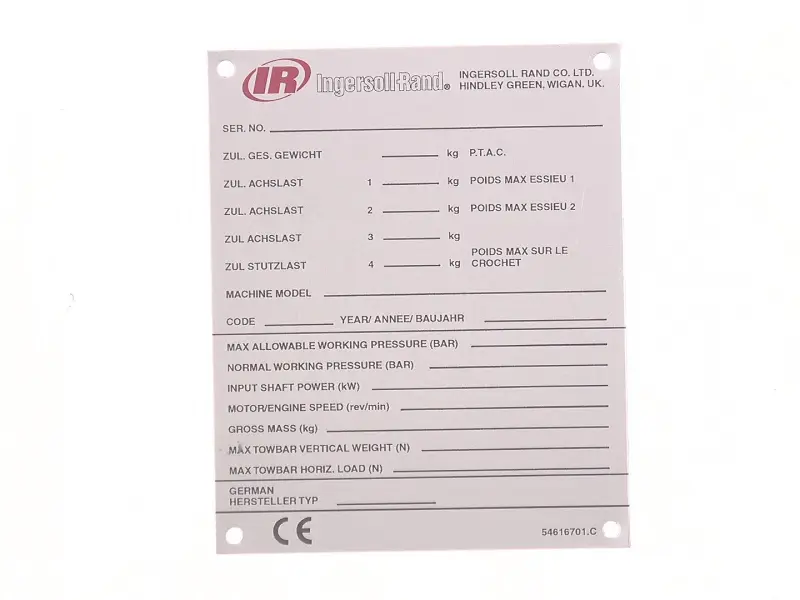 IR Ingersoll-Rand® INGERSOLL RAND CO. LTD.
HINDLEY GREEN, WIGAN, UK.
SER. NO.
ZUL. GES. GEWICHT kg P.T.A.C.
ZUL. ACHSLAST 1 kg POIDS MAX ESSIEU 1
ZUL. ACHSLAST 2 kg POIDS MAX ESSIEU 2
ZUL ACHSLAST 3 kg
ZUL STUTZLAST 4 kg POIDS MAX SUR LE
CROCHET
MACHINE MODEL
CODE YEAR/ ANNEE/ BAUJAHR
MAX ALLOWABLE WORKING PRESSURE (BAR)
NORMAL WORKING PRESSURE (BAR)
INPUT SHAFT POWER (kW)
MOTOR/ENGINE SPEED (rev/min)
GROSS MASS (kg)
MAX TOWBAR VERTICAL WEIGHT (N)
MAX TOWBAR HORIZ. LOAD (N)
GERMAN
HERSTELLER TYP
CE 54616701.C